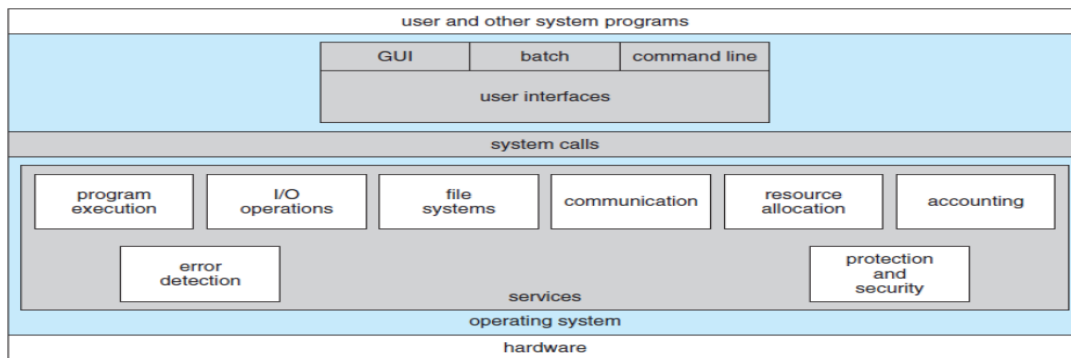 user and other system programs
GUI batch command line
user interfaces
system calls
program execution
I/O operations
file systems
communication
resource allocation
accounting
error detection
protection and security
services
operating system
hardware